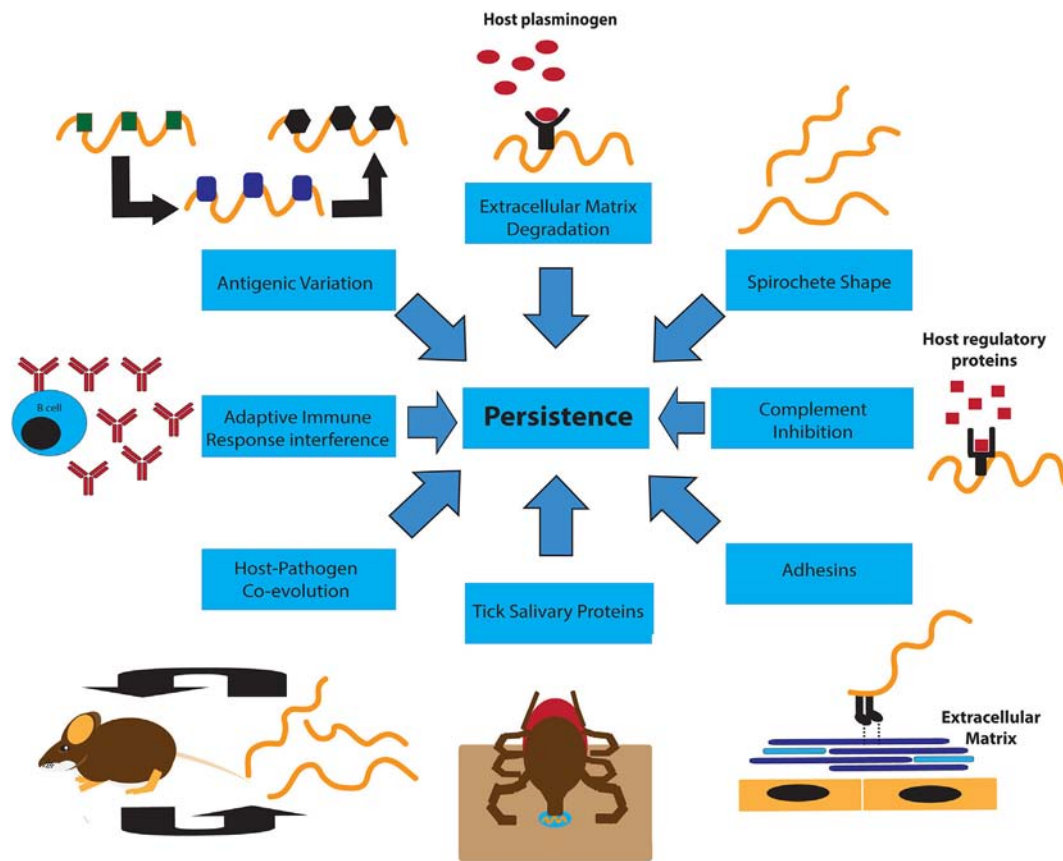 Host plasminogen
Extracellular Matrix
Degradation
Antigenic Variation
Spirochete Shape
Host regulatory
proteins
B cell
Adaptive Immune
Response interference
Persistence
Complement
Inhibition
Host-Pathogen
Co-evolution
Tick Salivary Proteins
Adhesins
Extracellular
Matrix